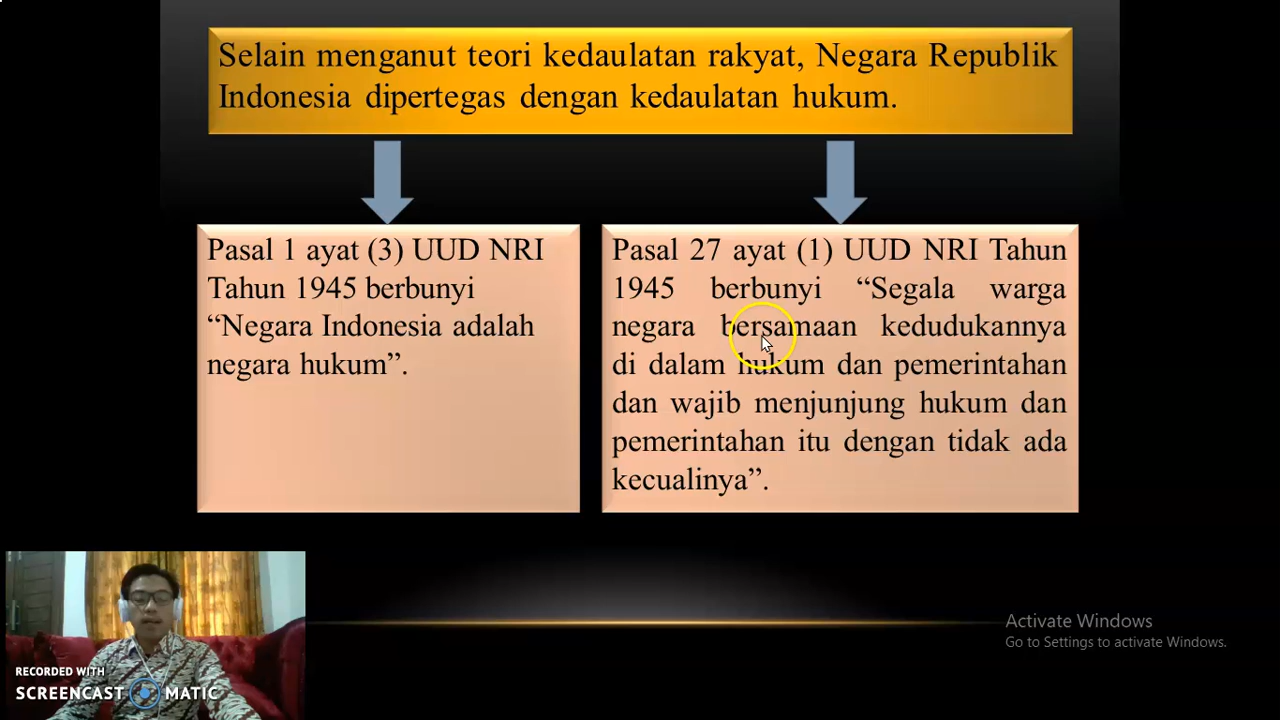 Selain menganut teori kedaulatan rakyat, Negara Republik
Indonesia dipertegas dengan kedaulatan hukum.
Pasal 1 ayat (3) UUD NRI
Tahun 1945 berbunyi
“Negara Indonesia adalah
negara hukum”.
Pasal 27 ayat (1) UUD NRI Tahun
1945 berbunyi “Segala warga
negara bersamaan kedudukannya
di dalam hukum dan pemerintahan
dan wajib menjunjung hukum dan
pemerintahan itu dengan tidak ada
kecualinya”.
Activate Windows
Go to Settings to activate Windows.
RECORDED WITH
SCREENCAST MATIC